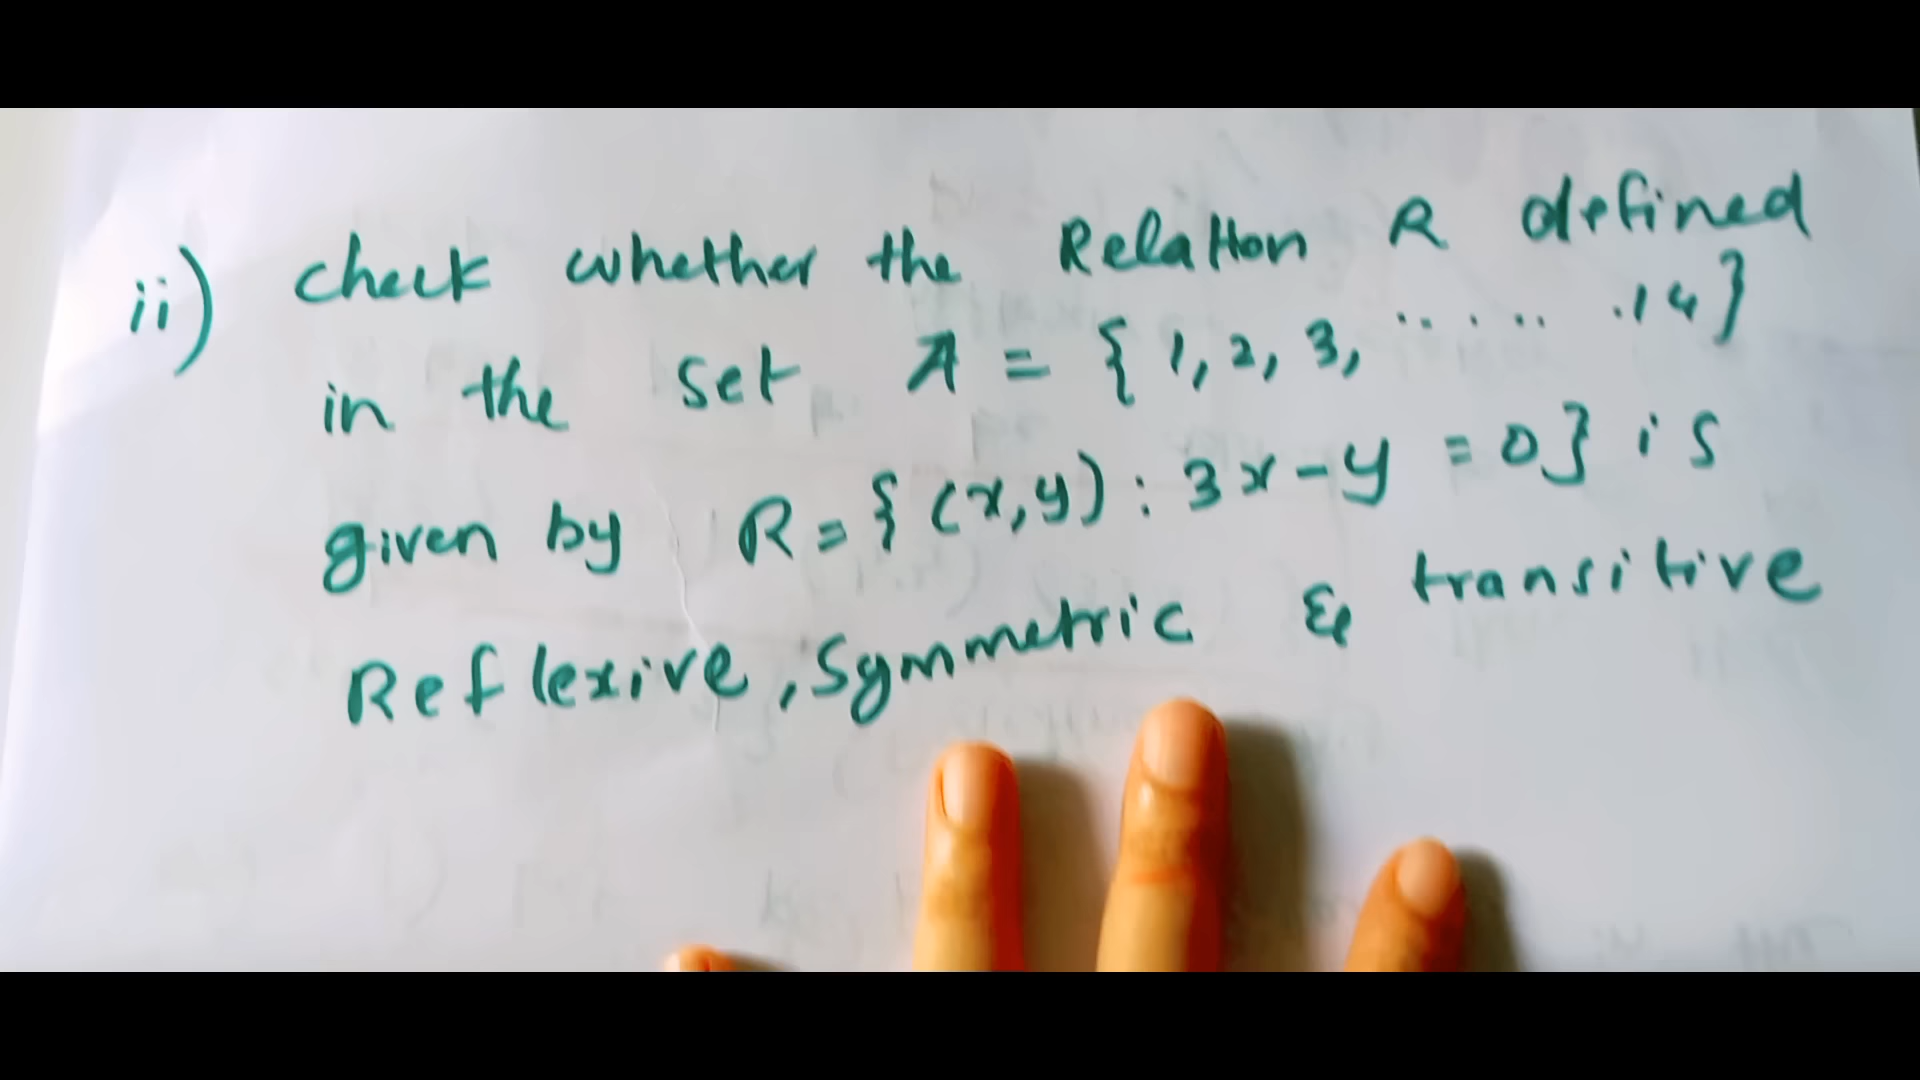 ii) check whether the Relation R defined
in the set A = { 1, 2, 3, ....... 14}
given by R = { (x,y) : 3x-y = 0} is
Reflexive, Symmetric & transitive